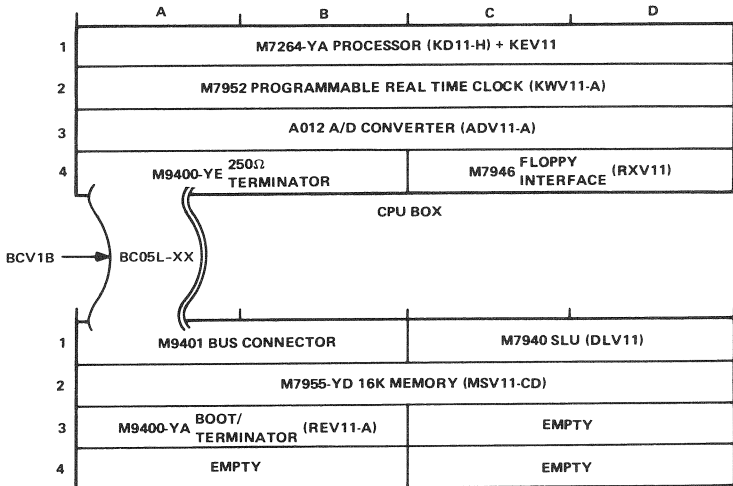 A B C D
1 M7264-YA PROCESSOR (KD11-H) + KEV11
2 M7952 PROGRAMMABLE REAL TIME CLOCK (KWV11-A)
3 A012 A/D CONVERTER (ADV11-A)
4 M9400-YE 250Ω TERMINATOR M7946 FLOPPY INTERFACE (RXV11)
CPU BOX
BCV1B BC05L-XX
1 M9401 BUS CONNECTOR M7940 SLU (DLV11)
2 M7955-YD 16K MEMORY (MSV11-CD)
3 M9400-YA BOOT/ TERMINATOR (REV11-A) EMPTY
4 EMPTY EMPTY